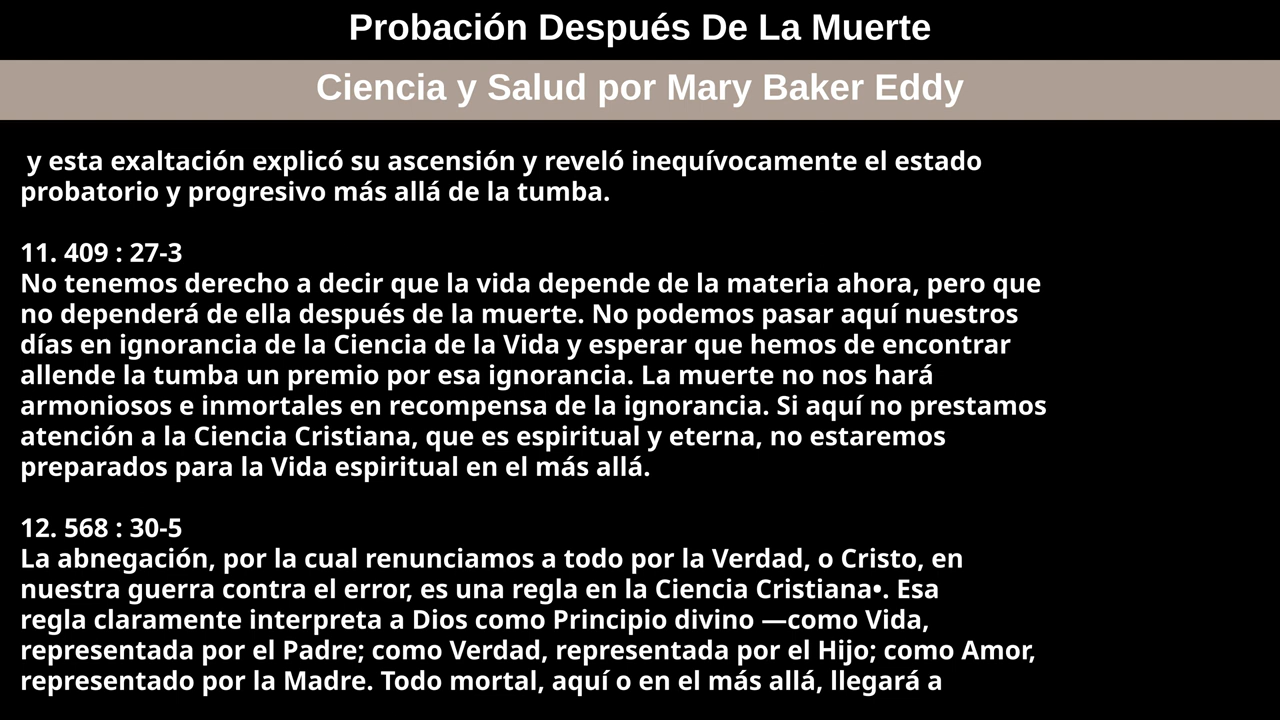 Probación Después De La Muerte
Ciencia y Salud por Mary Baker Eddy
y esta exaltación explicó su ascensión y reveló inequívocamente el estado
probatorio y progresivo más allá de la tumba.
11. 409 : 27-3
No tenemos derecho a decir que la vida depende de la materia ahora, pero que
no dependerá de ella después de la muerte. No podemos pasar aquí nuestros
días en ignorancia de la Ciencia de la Vida y esperar que hemos de encontrar
allende la tumba un premio por esa ignorancia. La muerte no nos hará
armoniosos e inmortales en recompensa de la ignorancia. Si aquí no prestamos
atención a la Ciencia Cristiana, que es espiritual y eterna, no estaremos
preparados para la Vida espiritual en el más allá.
12. 568 : 30-5
La abnegación, por la cual renunciamos a todo por la Verdad, o Cristo, en
nuestra guerra contra el error, es una regla en la Ciencia Cristiana•. Esa
regla claramente interpreta a Dios como Principio divino —como Vida,
representada por el Padre; como Verdad, representada por el Hijo; como Amor,
representado por la Madre. Todo mortal, aquí o en el más allá, llegará a